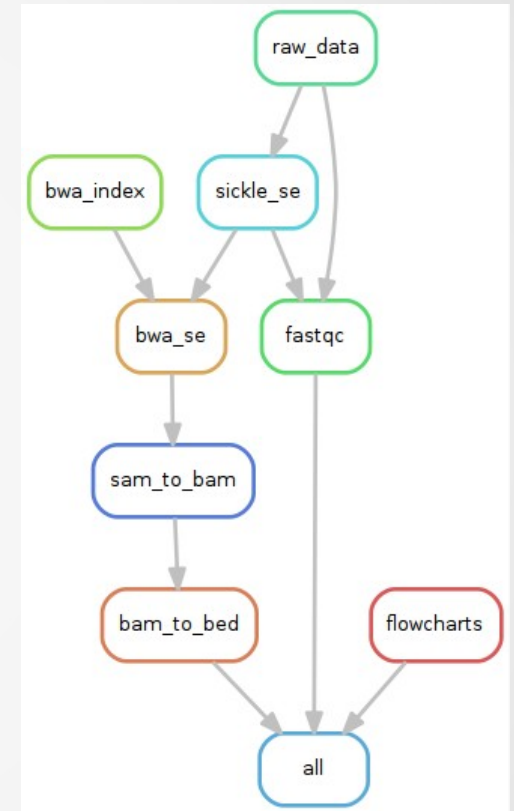 raw_data
bwa_index
sickle_se
bwa_se
fastqc
sam_to_bam
bam_to_bed
flowcharts
all